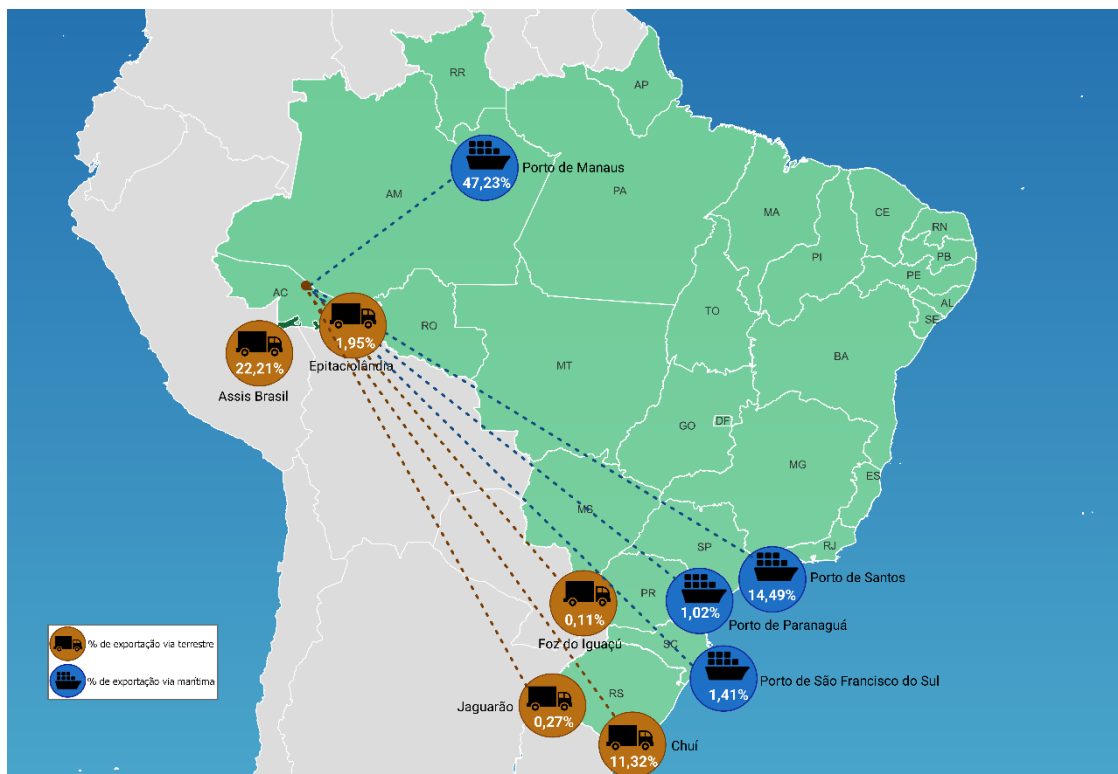 RR
AP
Porto de Manaus
47,23%
AM
PA
MA
CE
RN
PB
PI
PE
AL
SE
AC
RO
TO
BA
1,95%
Epitaciolândia
22,21%
Assis Brasil
MT
GO
DF
MG
ES
MS
SP
RJ
Porto de Santos
14,49%
PR
1,02%
Porto de Paranaguá
0,11%
Foz do Iguaçú
SC
Porto de São Francisco do Sul
1,41%
RS
Jaguarão
0,27%
Chuí
11,32%
% de exportação via terrestre
% de exportação via marítima